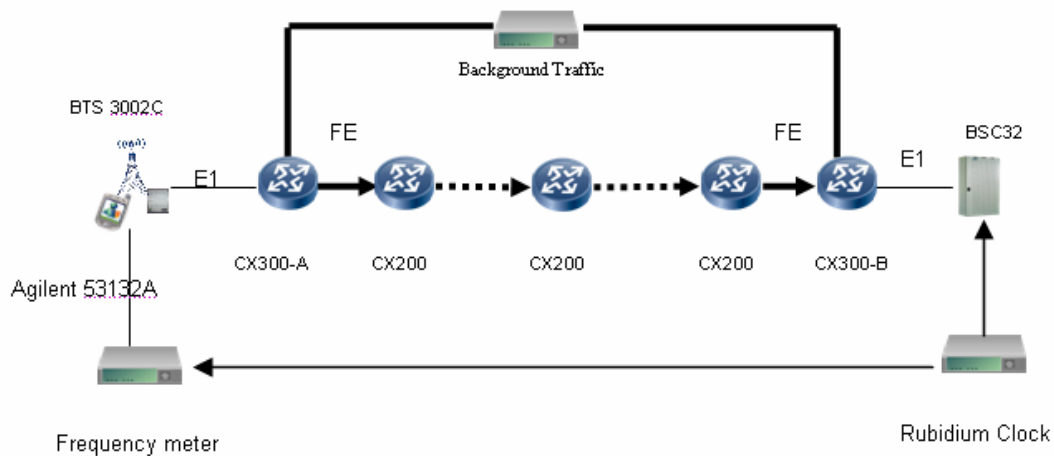 Background Traffic
BTS 3002C
FE
FE
BSC32
E1
E1
CX300-A
CX200
CX200
CX200
CX300-B
Agilent 53132A
Frequency meter
Rubidium Clock